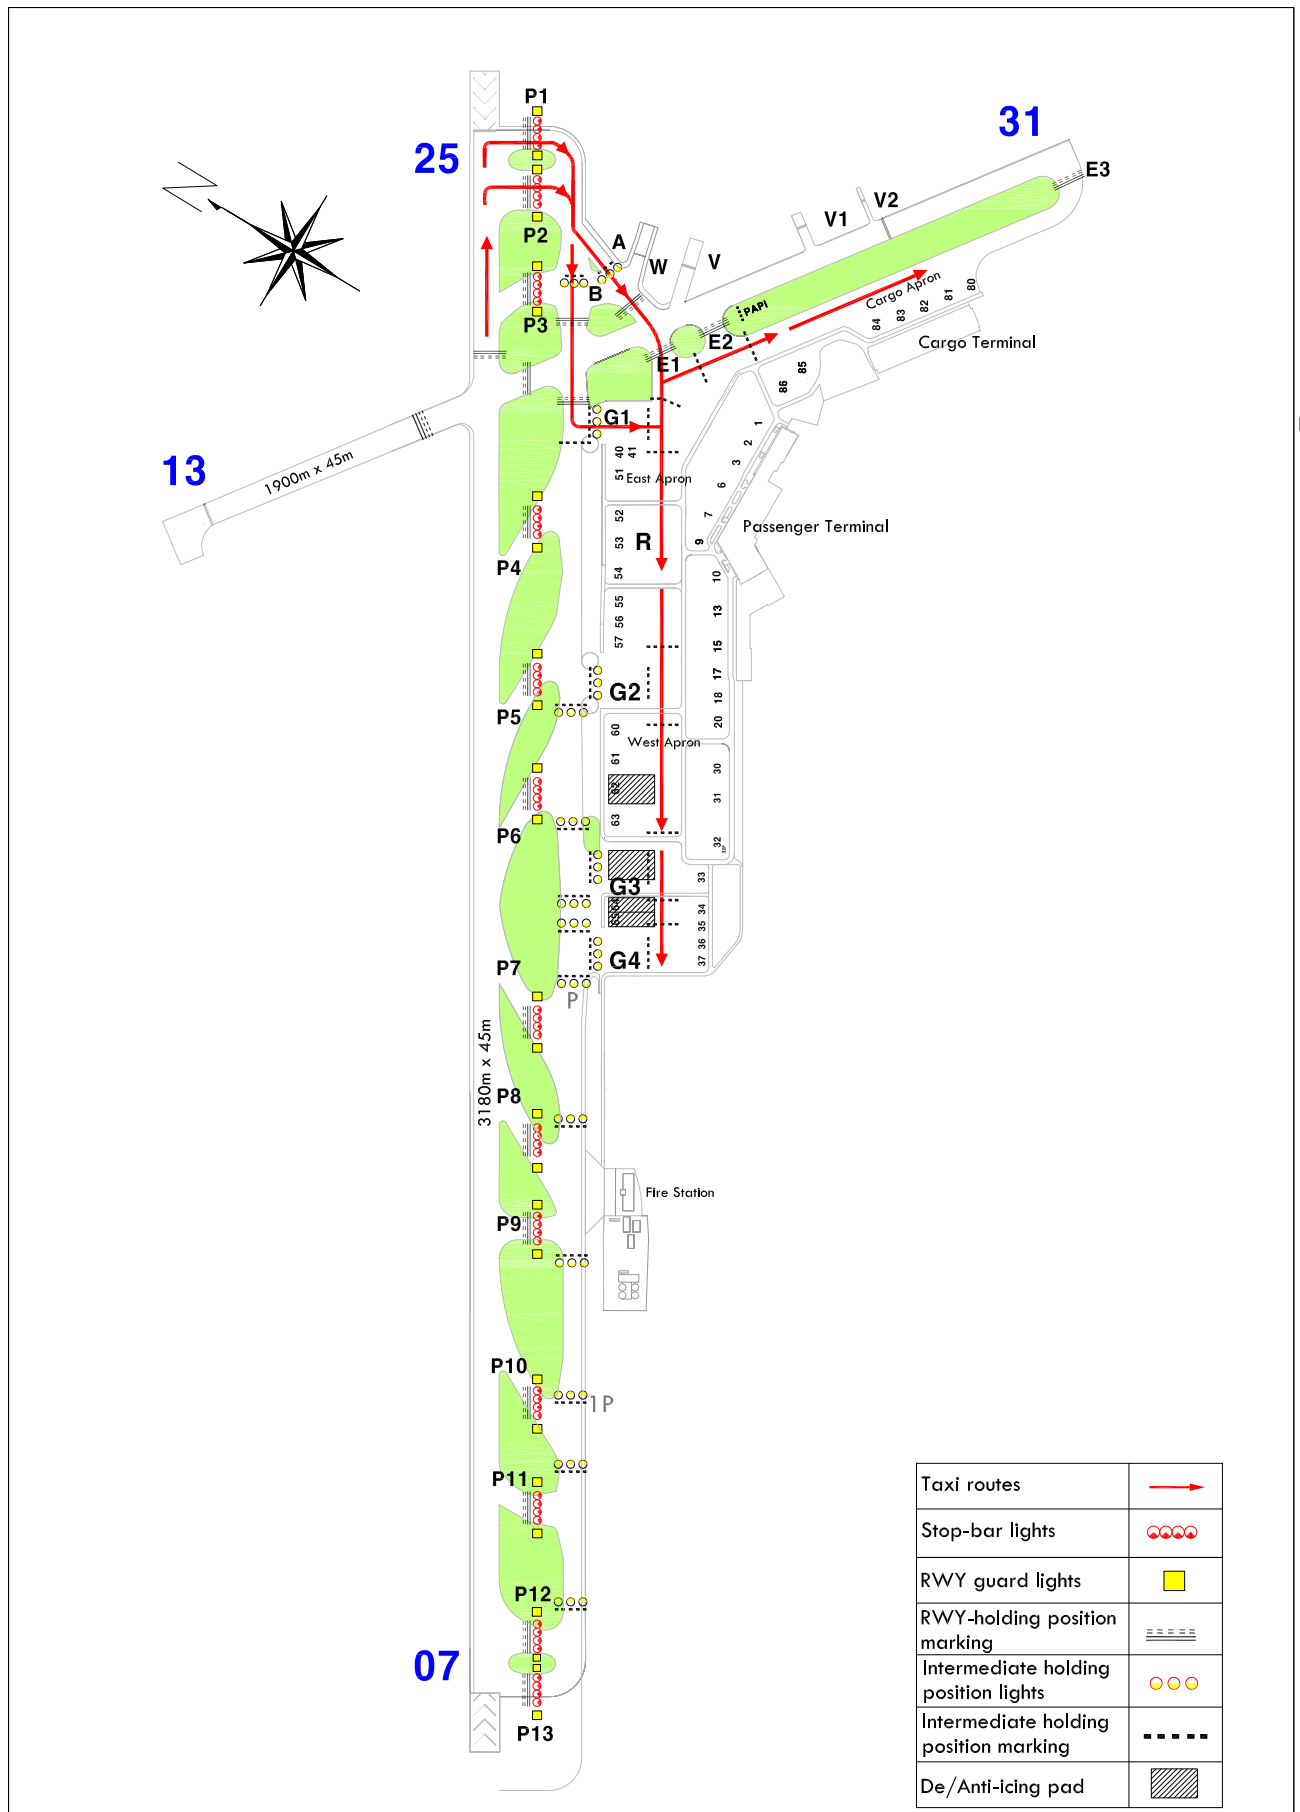 P1
25
31
E3
P2
A
W
V
V1
V2
B
P3
PAPI
Cargo Apron
80
81
82
83
84
Cargo Terminal
E1
E2
85
86
G1
13
1900m x 45m
40
41
51
East Apron
1
2
3
6
7
9
Passenger Terminal
52
53
54
R
P4
10
13
15
17
18
20
55
56
57
G2
P5
60
West Apron
61
62
63
30
31
32
P6
G3
33
64
65
34
35
36
37
G4
P7
P
3180m x 45m
P8
Fire Station
P9
P10
1P
P11
P12
07
P13
Taxi routes
Stop-bar lights
RWY guard lights
RWY-holding position
marking
Intermediate holding
position lights
Intermediate holding
position marking
De/Anti-icing pad